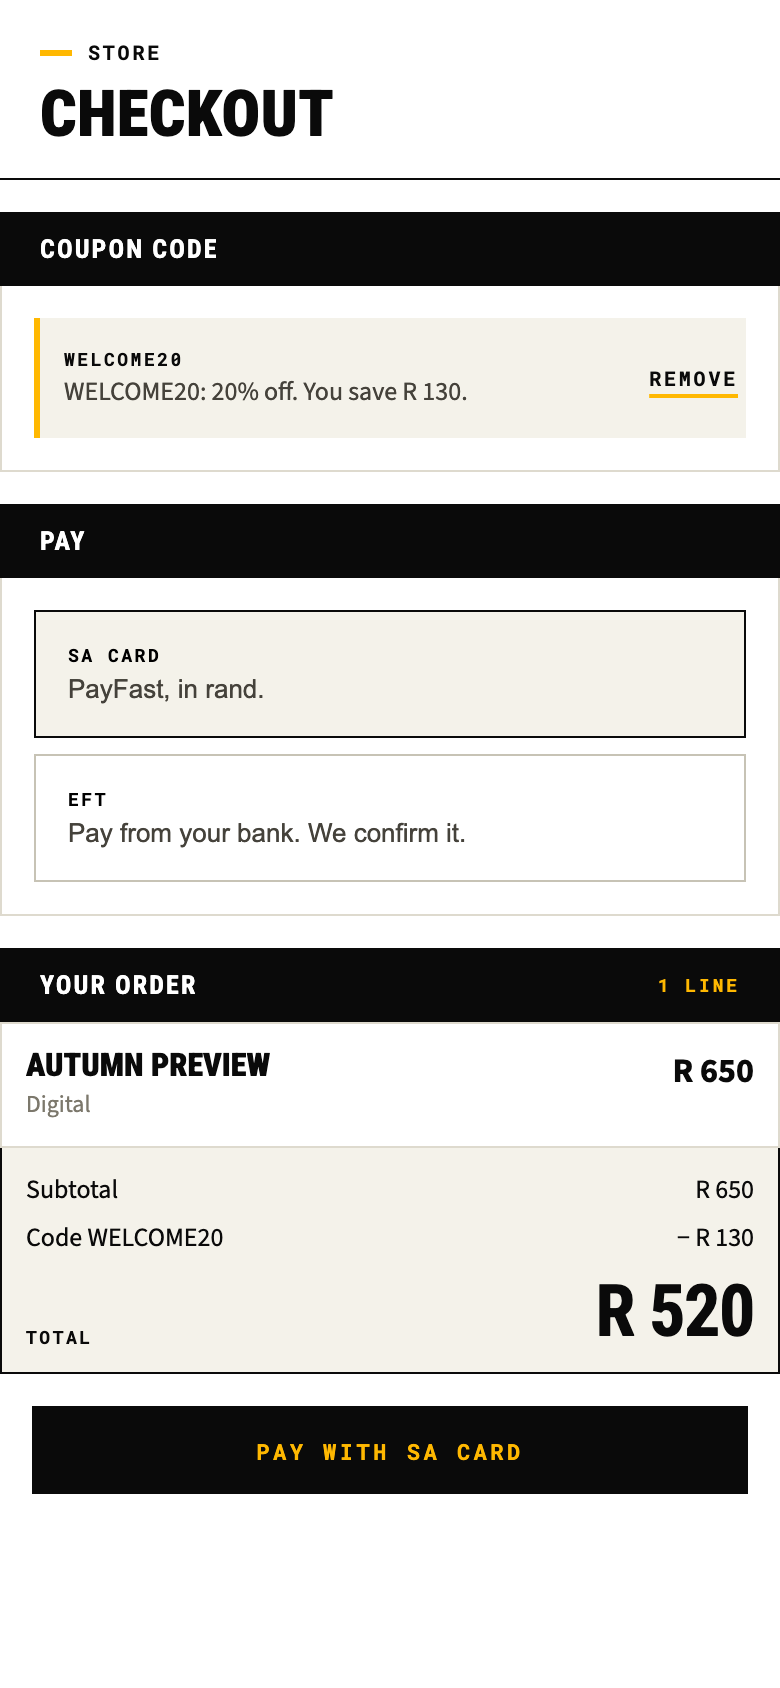 STORE
CHECKOUT
COUPON CODE
WELCOME20
WELCOME20: 20% off. You save R 130.
REMOVE
PAY
SA CARD
PayFast, in rand.
EFT
Pay from your bank. We confirm it.
YOUR ORDER
1 LINE
AUTUMN PREVIEW
R 650
Digital
Subtotal
R 650
Code WELCOME20
− R 130
TOTAL
R 520
PAY WITH SA CARD